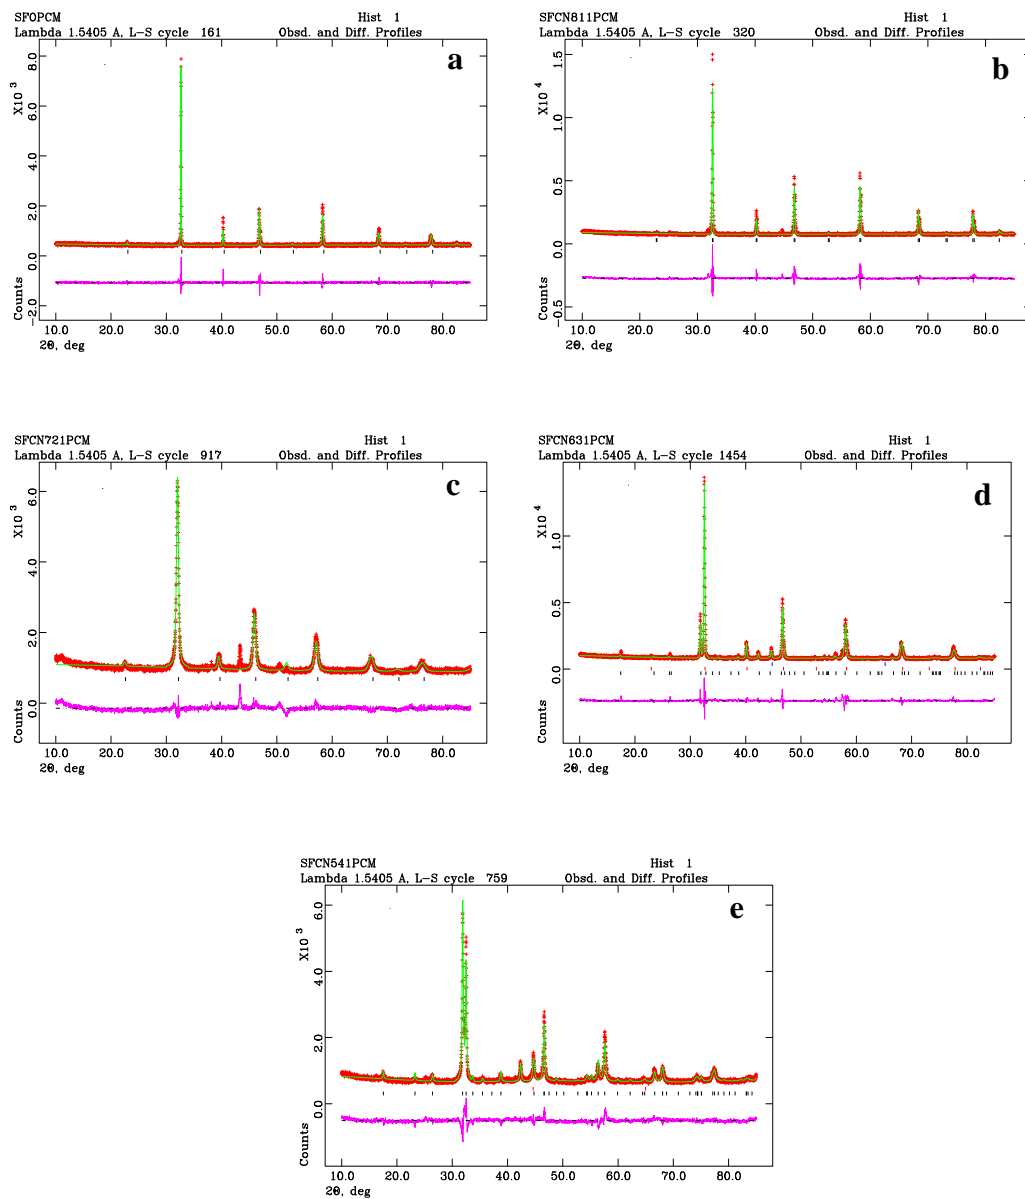 SF0PCM Hist 1
Lambda 1.5405 A, L-S cycle 161 Obsd. and Diff. Profiles
a
X10 3
8.0
6.0
4.0
2.0
0.0
-2.0
Counts
10.0 20.0 30.0 40.0 50.0 60.0 70.0 80.0
2Θ, deg
SFCN811PCM Hist 1
Lambda 1.5405 A, L-S cycle 320 Obsd. and Diff. Profiles
b
X10 4
1.5
1.0
0.5
0.0
-0.5
Counts
10.0 20.0 30.0 40.0 50.0 60.0 70.0 80.0
2Θ, deg
SFCN721PCM Hist 1
Lambda 1.5405 A, L-S cycle 917 Obsd. and Diff. Profiles
c
X10 3
6.0
4.0
2.0
0.0
Counts
10.0 20.0 30.0 40.0 50.0 60.0 70.0 80.0
2Θ, deg
SFCN631PCM Hist 1
Lambda 1.5405 A, L-S cycle 1454 Obsd. and Diff. Profiles
d
X10 4
1.0
0.5
0.0
Counts
10.0 20.0 30.0 40.0 50.0 60.0 70.0 80.0
2Θ, deg
SFCN541PCM Hist 1
Lambda 1.5405 A, L-S cycle 759 Obsd. and Diff. Profiles
e
X10 3
6.0
4.0
2.0
0.0
Counts
10.0 20.0 30.0 40.0 50.0 60.0 70.0 80.0
2Θ, deg